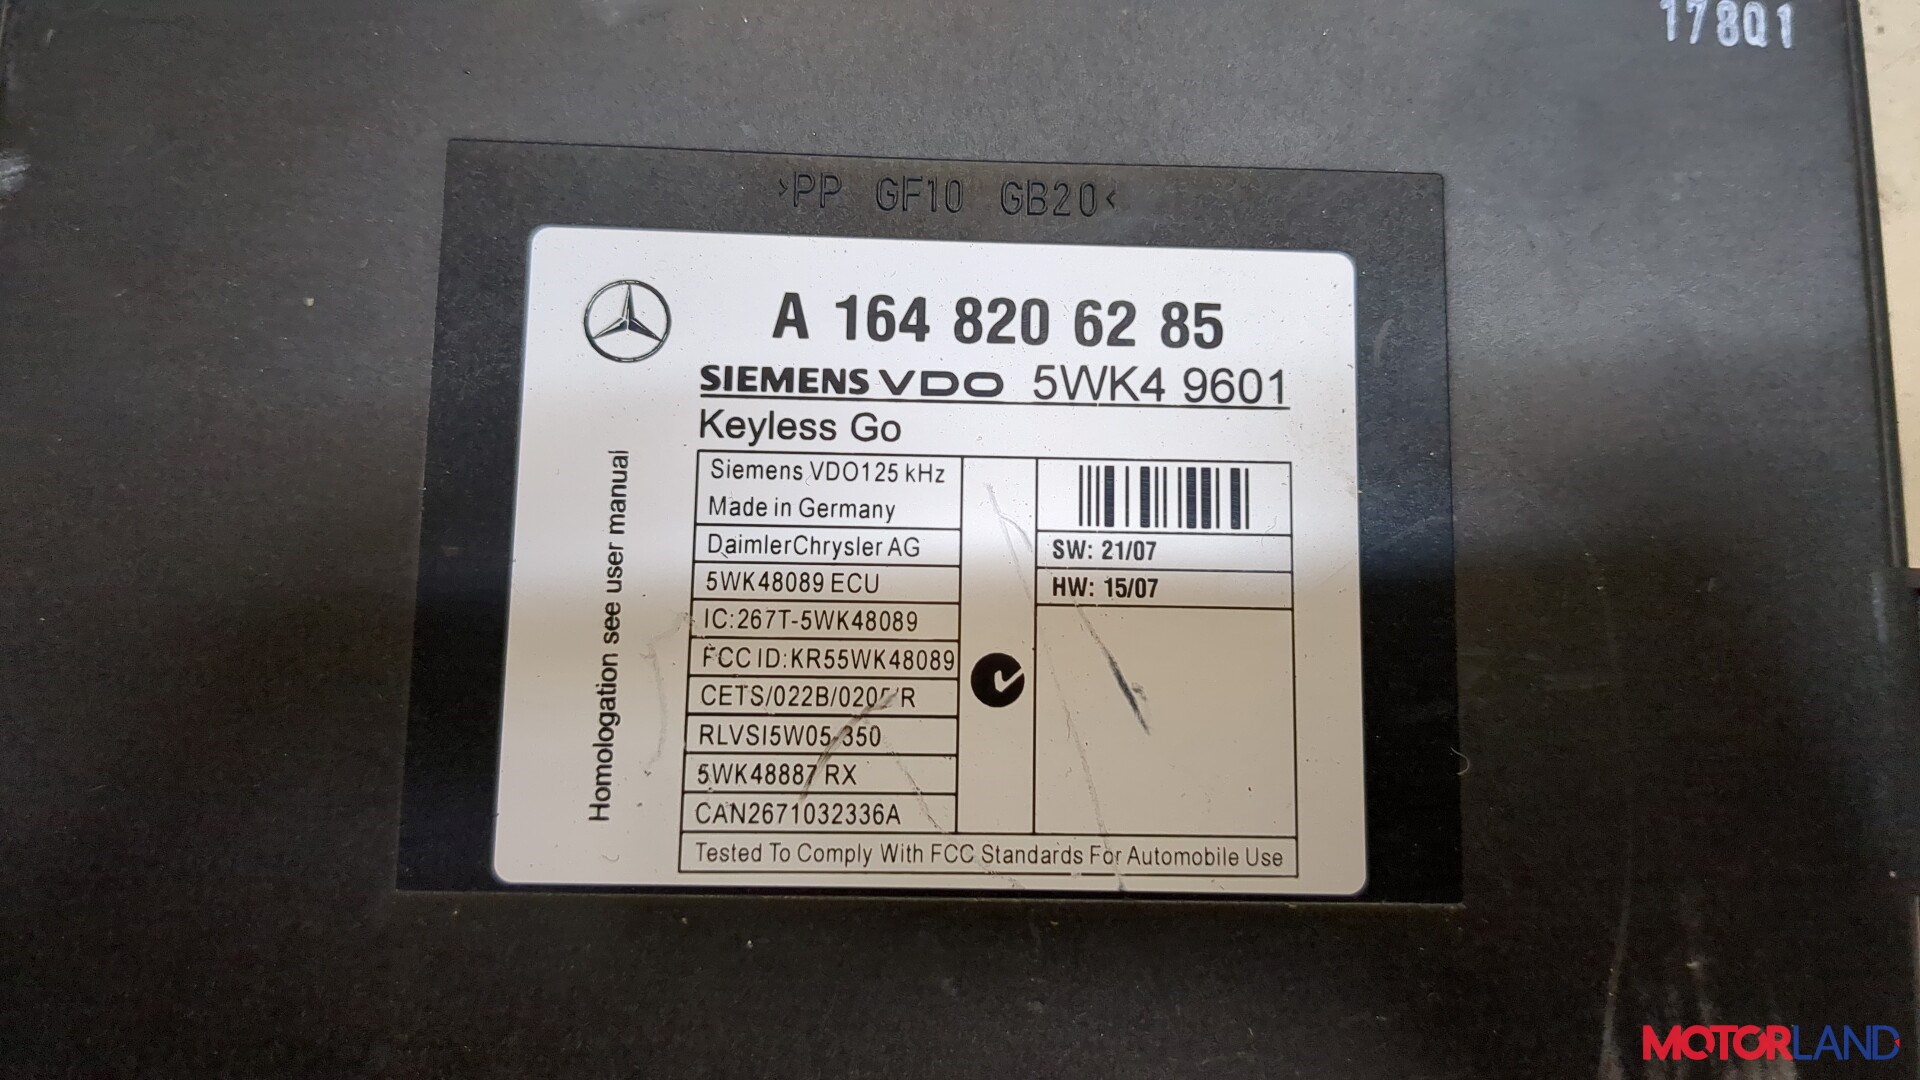 178Q1
>PP GF10 GB20<
A 164 820 62 85
SIEMENS VDO 5WK4 9601
Keyless Go
Homologation see user manual
Siemens VDO125 kHz
Made in Germany
DaimlerChrysler AG
5WK48089 ECU
IC:267T-5WK48089
FCC ID:KR55WK48089
RLVSI5W05-350
5WK48887 RX
CAN2671032336A
SW: 21/07
HW: 15/07
Tested To Comply With FCC Standards For Automobile Use
MOTORLAND